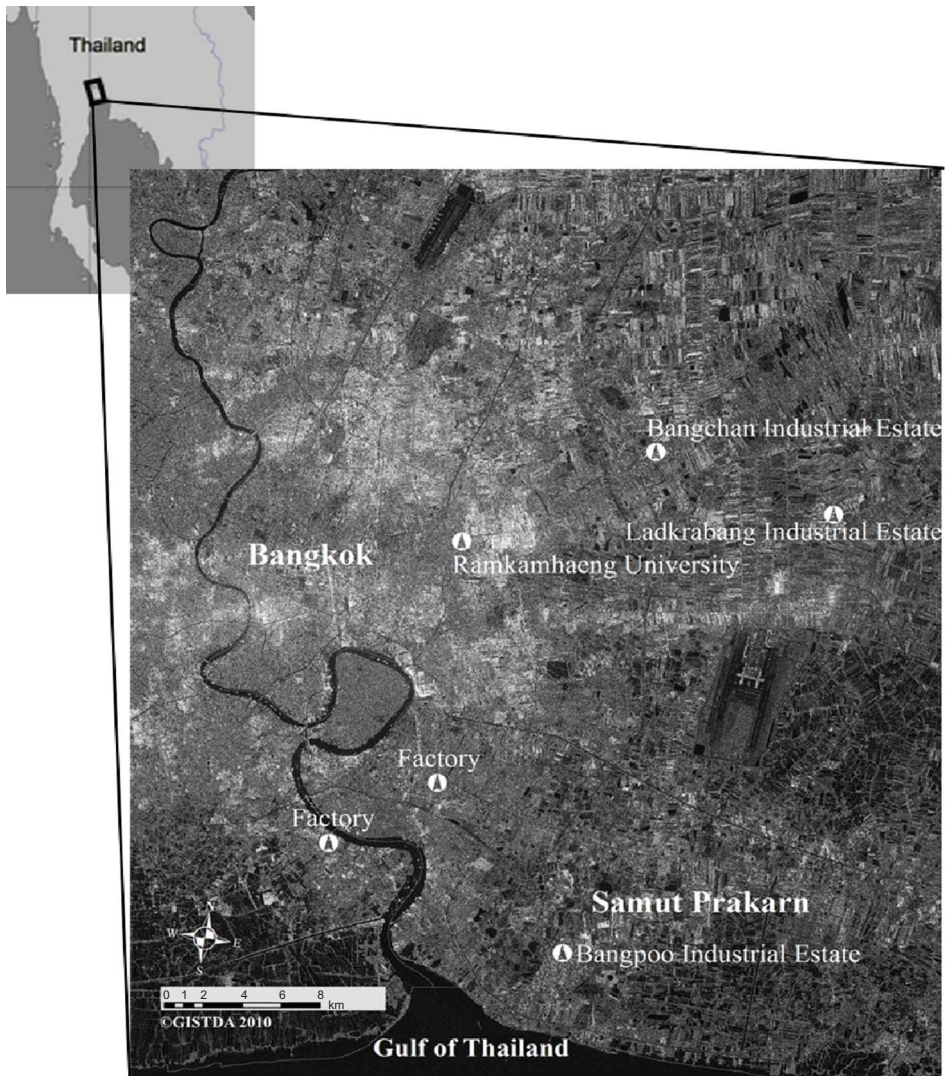 Thailand
Bangchan Industrial Estate
Ladkrabang Industrial Estate
Bangkok
Ramkamhaeng University
Factory
Factory
Samut Prakarn
N
W E
S
Bangpoo Industrial Estate
0 1 2 4 6 8
km
©GISTDA 2010
Gulf of Thailand